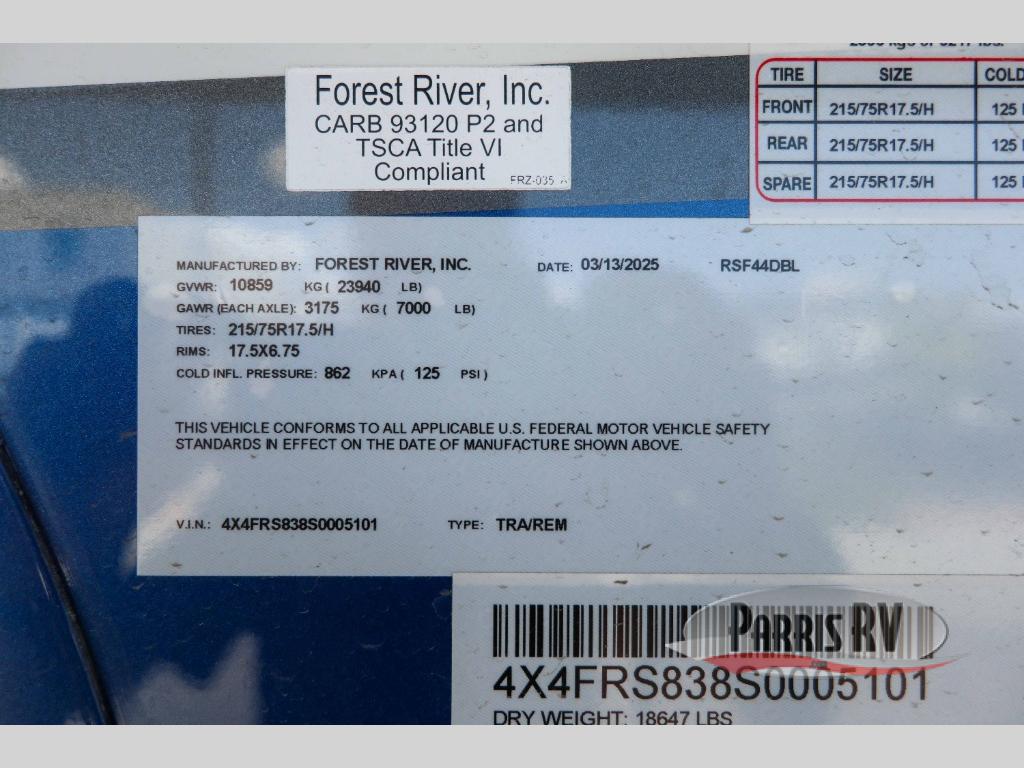 Forest River, Inc.
CARB 93120 P2 and
TSCA Title VI
Compliant
FRZ-035
TIRE SIZE COLD
FRONT 215/75R17.5/H 125
REAR 215/75R17.5/H 125
SPARE 215/75R17.5/H 125
MANUFACTURED BY: FOREST RIVER, INC. DATE: 03/13/2025 RSF44DBL
GVWR: 10859 KG ( 23940 LB)
GAWR (EACH AXLE): 3175 KG ( 7000 LB)
TIRES: 215/75R17.5/H
RIMS: 17.5X6.75
COLD INFL. PRESSURE: 862 KPA ( 125 PSI )
THIS VEHICLE CONFORMS TO ALL APPLICABLE U.S. FEDERAL MOTOR VEHICLE SAFETY
STANDARDS IN EFFECT ON THE DATE OF MANUFACTURE SHOWN ABOVE.
V.I.N.: 4X4FRS838S0005101 TYPE: TRA/REM
PARRIS RV
.com
4X4FRS838S0005101
DRY WEIGHT: 18647 LBS